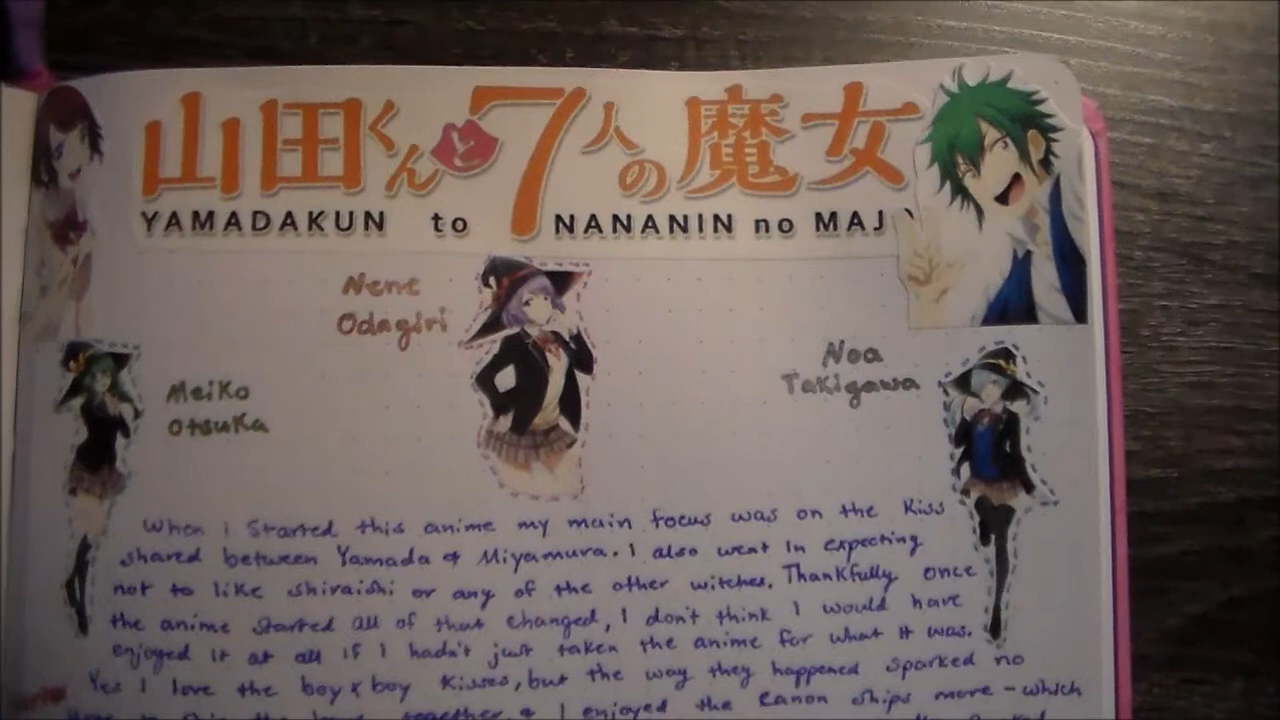 山田くんと7人の魔女
YAMADAKUN to NANANIN no MAJ
Nene
Odagiri
Meiko
Otsuka
Noa
Takigawa
When I started this anime my main focus was on the kiss
shared between Yamada & Miyamura. I also went in expecting
not to like Shiraishi or any of the other witches. Thankfully once
the anime started all of that changed, I don't think I would have
enjoyed it at all if I hadn't just taken the anime for what it was.
Yes I love the boy x boy kisses, but the way they happened sparked no
together & I enjoyed the canon ships more - which